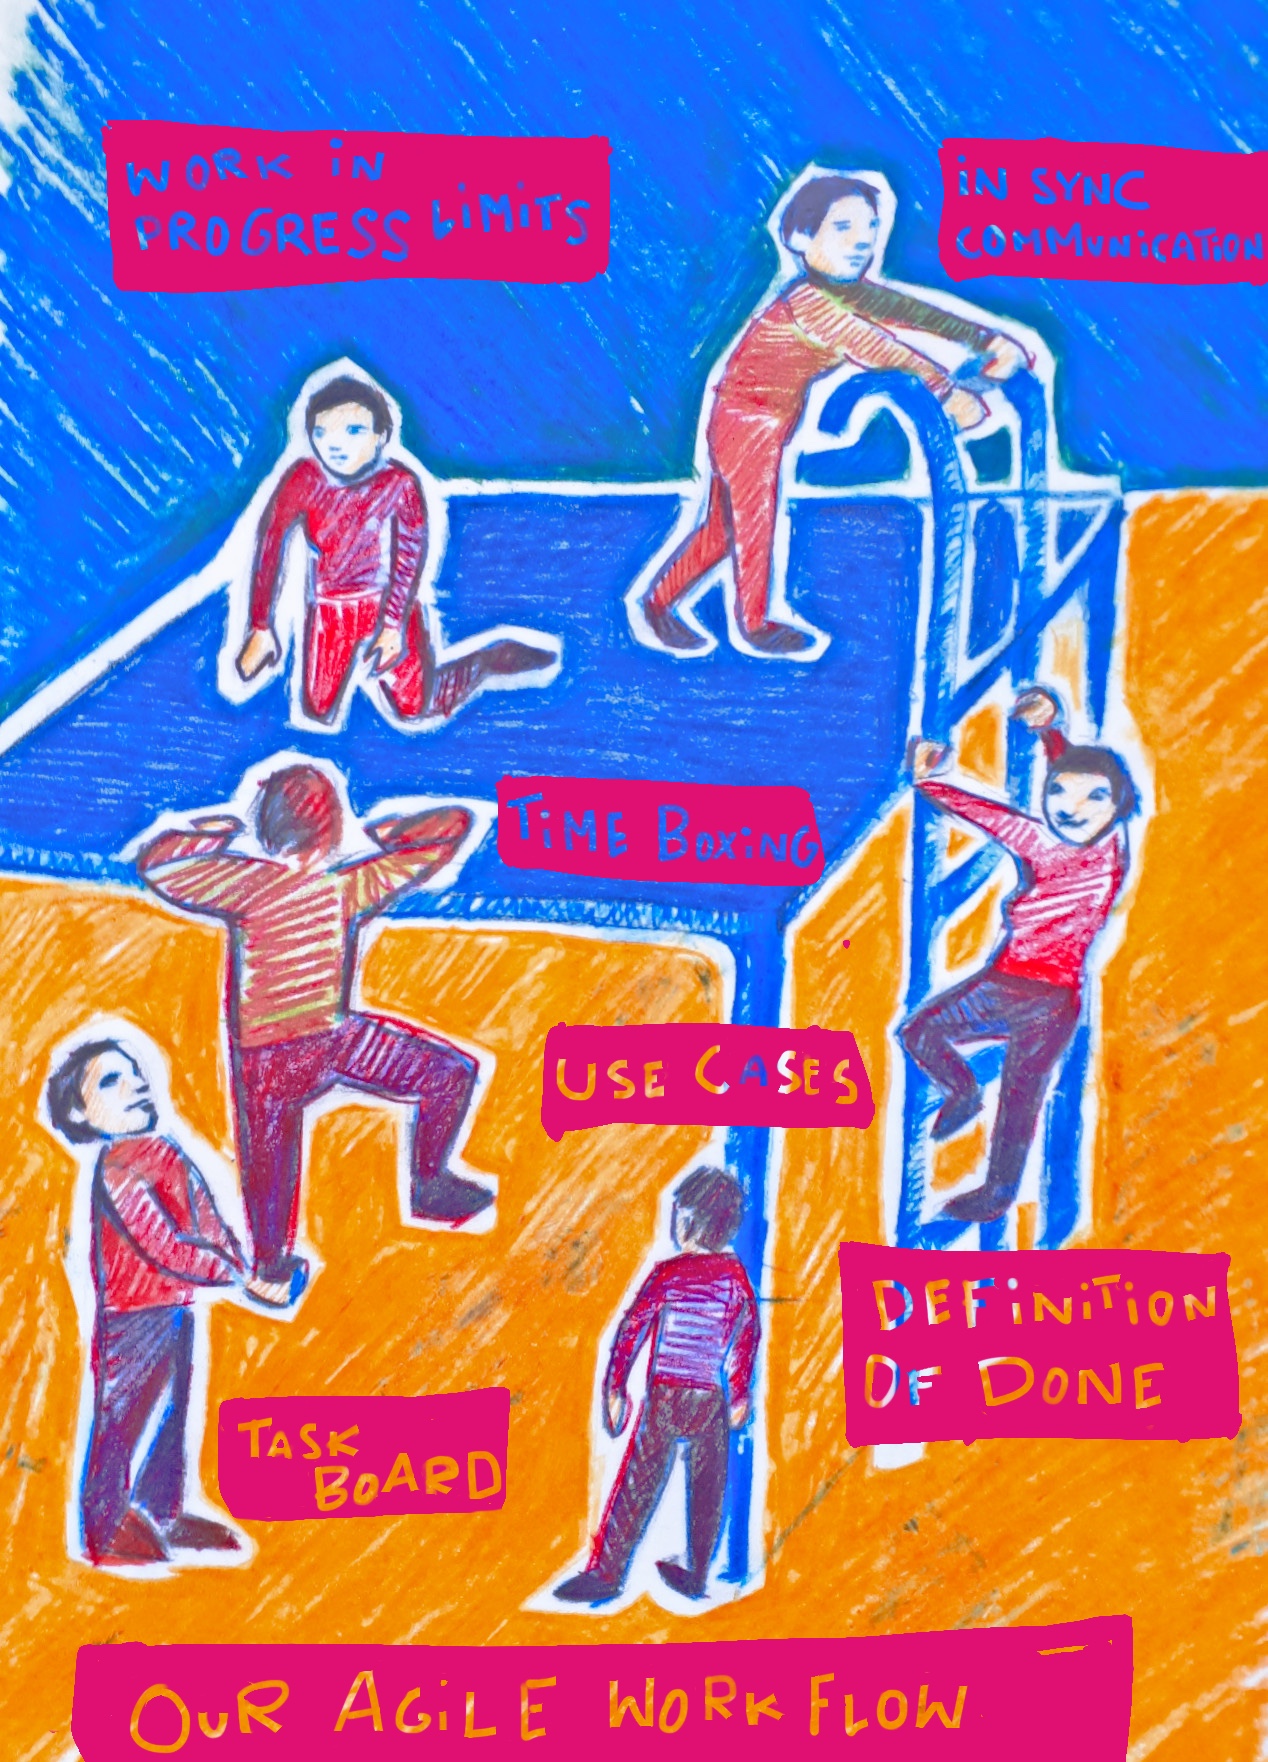 WORK iN
PROGRESS LiMiTS
iN SYNC
COMMUNiCATiON
TiME BOXiNG
USE CASES
DEFiNiTiON
OF DONE
TASK
BOARD
OuR AGiLE WORKFLOW